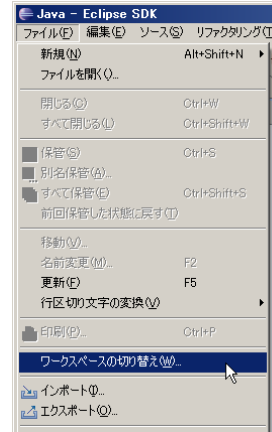 Java - Eclipse SDK
ファイル(F) 編集(E) ソース(S) リファクタリング(T
新規(N) Alt+Shift+N
ファイルを開く(.)...
閉じる(C) Ctrl+W
すべて閉じる(L) Ctrl+Shift+W
保管(S) Ctrl+S
別名保管(A)...
すべて保管(E) Ctrl+Shift+S
前回保管した状態に戻す(T)
移動(V)...
名前変更(M)... F2
更新(F) F5
行区切り文字の変換(V)
印刷(P)... Ctrl+P
ワークスペースの切り替え(W)...
インポート(I)...
エクスポート(O)...